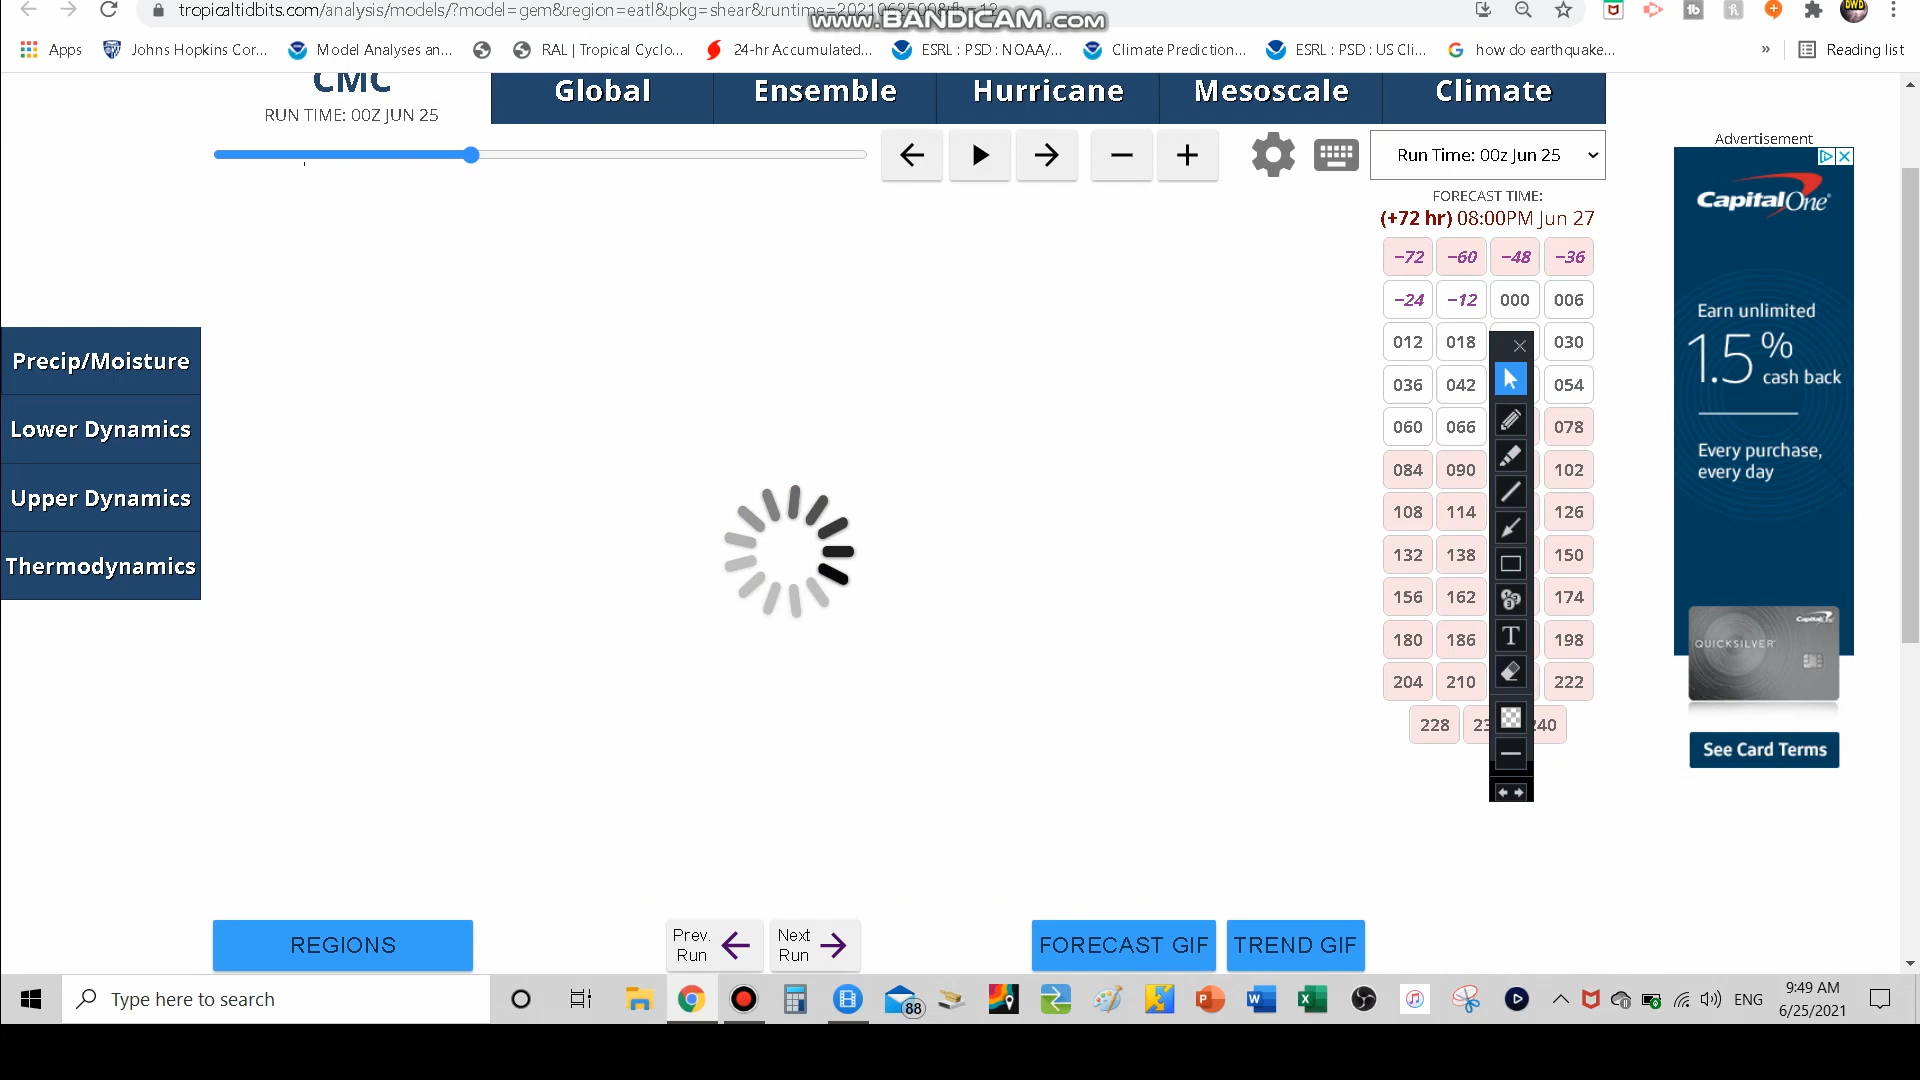 tropicaltidbits.com/analysis/models/?model=gem&region=eatl&pkg=shear&runtime=
www.BANDICAM.com
Apps Johns Hopkins Cor... Model Analyses an... RAL | Tropical Cyclo... 24-hr Accumulated... ESRL : PSD : NOAA/... Climate Prediction... ESRL : PSD : US Cli... how do earthquake... » Reading list
CMC
RUN TIME: 00Z JUN 25
Global Ensemble Hurricane Mesoscale Climate
Run Time: 00z Jun 25
FORECAST TIME:
(+72 hr) 08:00PM Jun 27
−72 −60 −48 −36
−24 −12 000 006
012 018 030
036 042 054
060 066 078
084 090 102
108 114 126
132 138 150
156 162 174
180 186 198
204 210 222
228
Precip/Moisture
Lower Dynamics
Upper Dynamics
Thermodynamics
Advertisement
Capital One
Earn unlimited
1.5%
cash back
Every purchase,
every day
Capital One
QUICKSILVER
See Card Terms
T
REGIONS
Prev. Run
Next Run
FORECAST GIF
TREND GIF
Type here to search
88
ENG
9:49 AM
6/25/2021